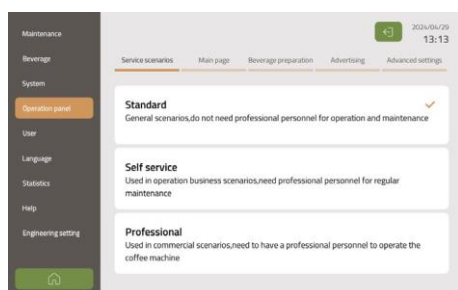 Maintenance
Beverage
System
Operation panel
User
Language
Statistics
Help
Engineering setting
2024/04/29
13:13
Service scenarios Main page Beverage preparation Advertising Advanced settings
Standard
General scenarios,do not need professional personnel for operation and maintenance
Self service
Used in operation business scenarios,need professional personnel for regular
maintenance
Professional
Used in commercial scenarios,need to have a professional personnel to operate the
coffee machine